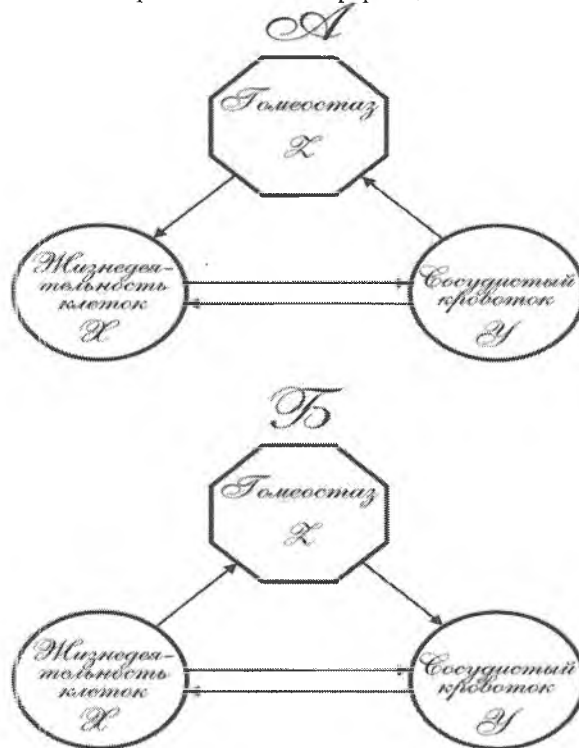 А
Гомеостаз
Z
Жизнедея-
тельность
клеток
X
Сосудистый
кровоток
У
Б
Гомеостаз
Z
Жизнедея-
тельность
клеток
X
Сосудистый
кровоток
У